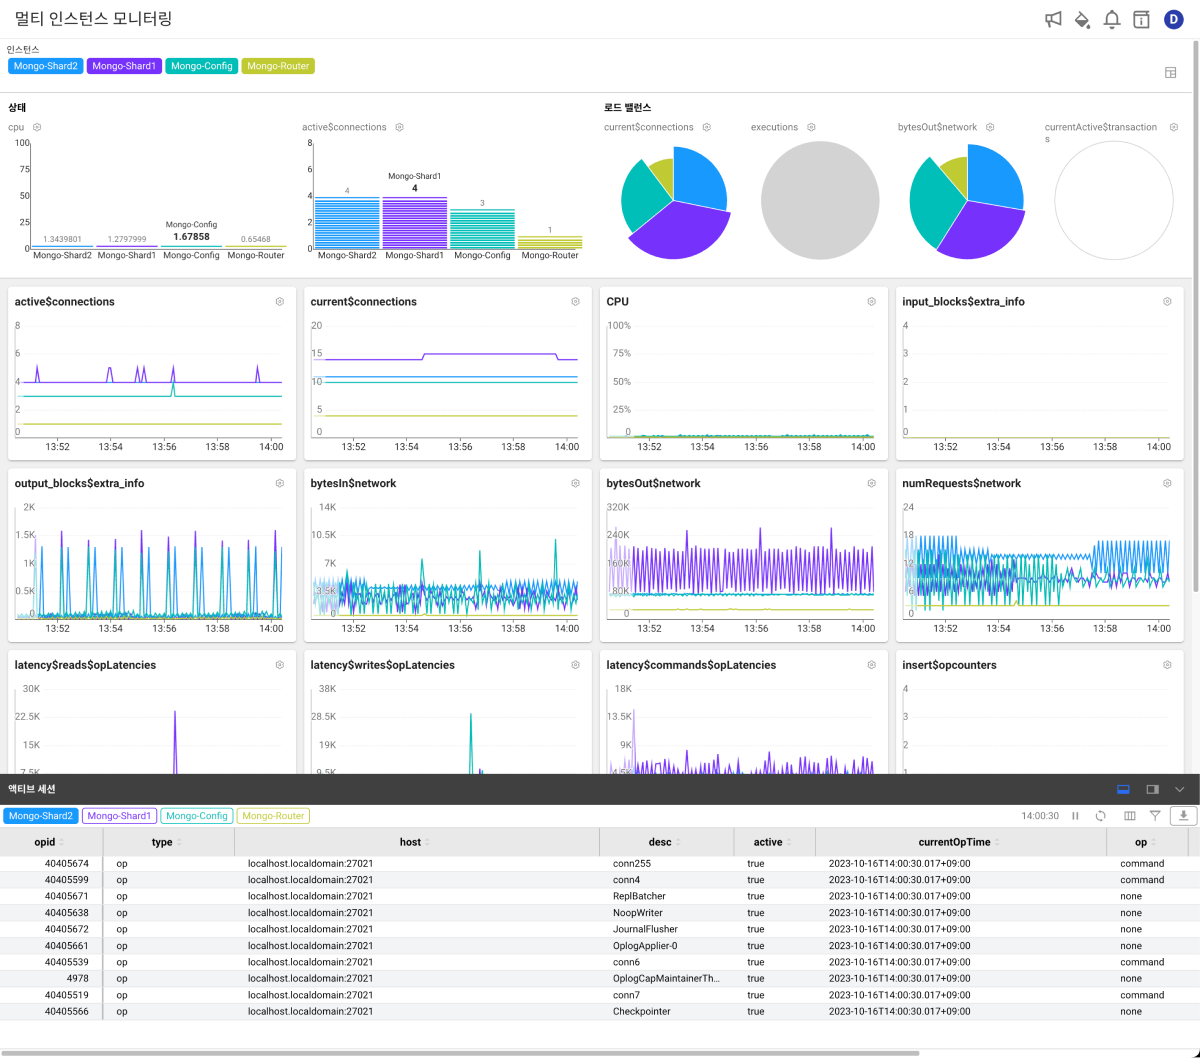 멀티 인스턴스 모니터링
D
인스턴스
Mongo-Shard2 Mongo-Shard1 Mongo-Config Mongo-Router
상태
로드 밸런스
cpu
100
75
50
25
0
1.3439801
1.2797999
Mongo-Config
1.67858
0.65468
Mongo-Shard2 Mongo-Shard1 Mongo-Config Mongo-Router
active$connections
8
6
4
2
0
4
Mongo-Shard1
4
3
1
Mongo-Shard2 Mongo-Shard1 Mongo-Config Mongo-Router
current$connections
executions
bytesOut$network
currentActive$transaction
s
active$connections
8
6
4
2
0
13:52 13:54 13:56 13:58 14:00
current$connections
20
15
10
5
0
13:52 13:54 13:56 13:58 14:00
CPU
100%
75%
50%
25%
0
13:52 13:54 13:56 13:58 14:00
input_blocks$extra_info
4
3
2
1
0
13:52 13:54 13:56 13:58 14:00
output_blocks$extra_info
2K
1.5K
1K
0.5K
0
13:52 13:54 13:56 13:58 14:00
bytesIn$network
14K
10.5K
7K
3.5K
0
13:52 13:54 13:56 13:58 14:00
bytesOut$network
320K
240K
160K
80K
0
13:52 13:54 13:56 13:58 14:00
numRequests$network
24
18
12
6
0
13:52 13:54 13:56 13:58 14:00
latency$reads$opLatencies
30K
22.5K
15K
7.5K
latency$writes$opLatencies
38K
28.5K
19K
9.5K
latency$commands$opLatencies
18K
13.5K
9K
4.5K
insert$opcounters
4
3
2
1
액티브 세션
Mongo-Shard2 Mongo-Shard1 Mongo-Config Mongo-Router 14:00:30
opid type host desc active currentOpTime op
40405674 op localhost.localdomain:27021 conn255 true 2023-10-16T14:00:30.017+09:00 command
40405599 op localhost.localdomain:27021 conn4 true 2023-10-16T14:00:30.017+09:00 command
40405671 op localhost.localdomain:27021 ReplBatcher true 2023-10-16T14:00:30.017+09:00 none
40405638 op localhost.localdomain:27021 NoopWriter true 2023-10-16T14:00:30.017+09:00 none
40405672 op localhost.localdomain:27021 JournalFlusher true 2023-10-16T14:00:30.017+09:00 none
40405661 op localhost.localdomain:27021 OplogApplier-0 true 2023-10-16T14:00:30.017+09:00 none
40405539 op localhost.localdomain:27021 conn6 true 2023-10-16T14:00:30.017+09:00 command
4978 op localhost.localdomain:27021 OplogCapMaintainerTh... true 2023-10-16T14:00:30.017+09:00 none
40405519 op localhost.localdomain:27021 conn7 true 2023-10-16T14:00:30.017+09:00 command
40405566 op localhost.localdomain:27021 Checkpointer true 2023-10-16T14:00:30.017+09:00 none